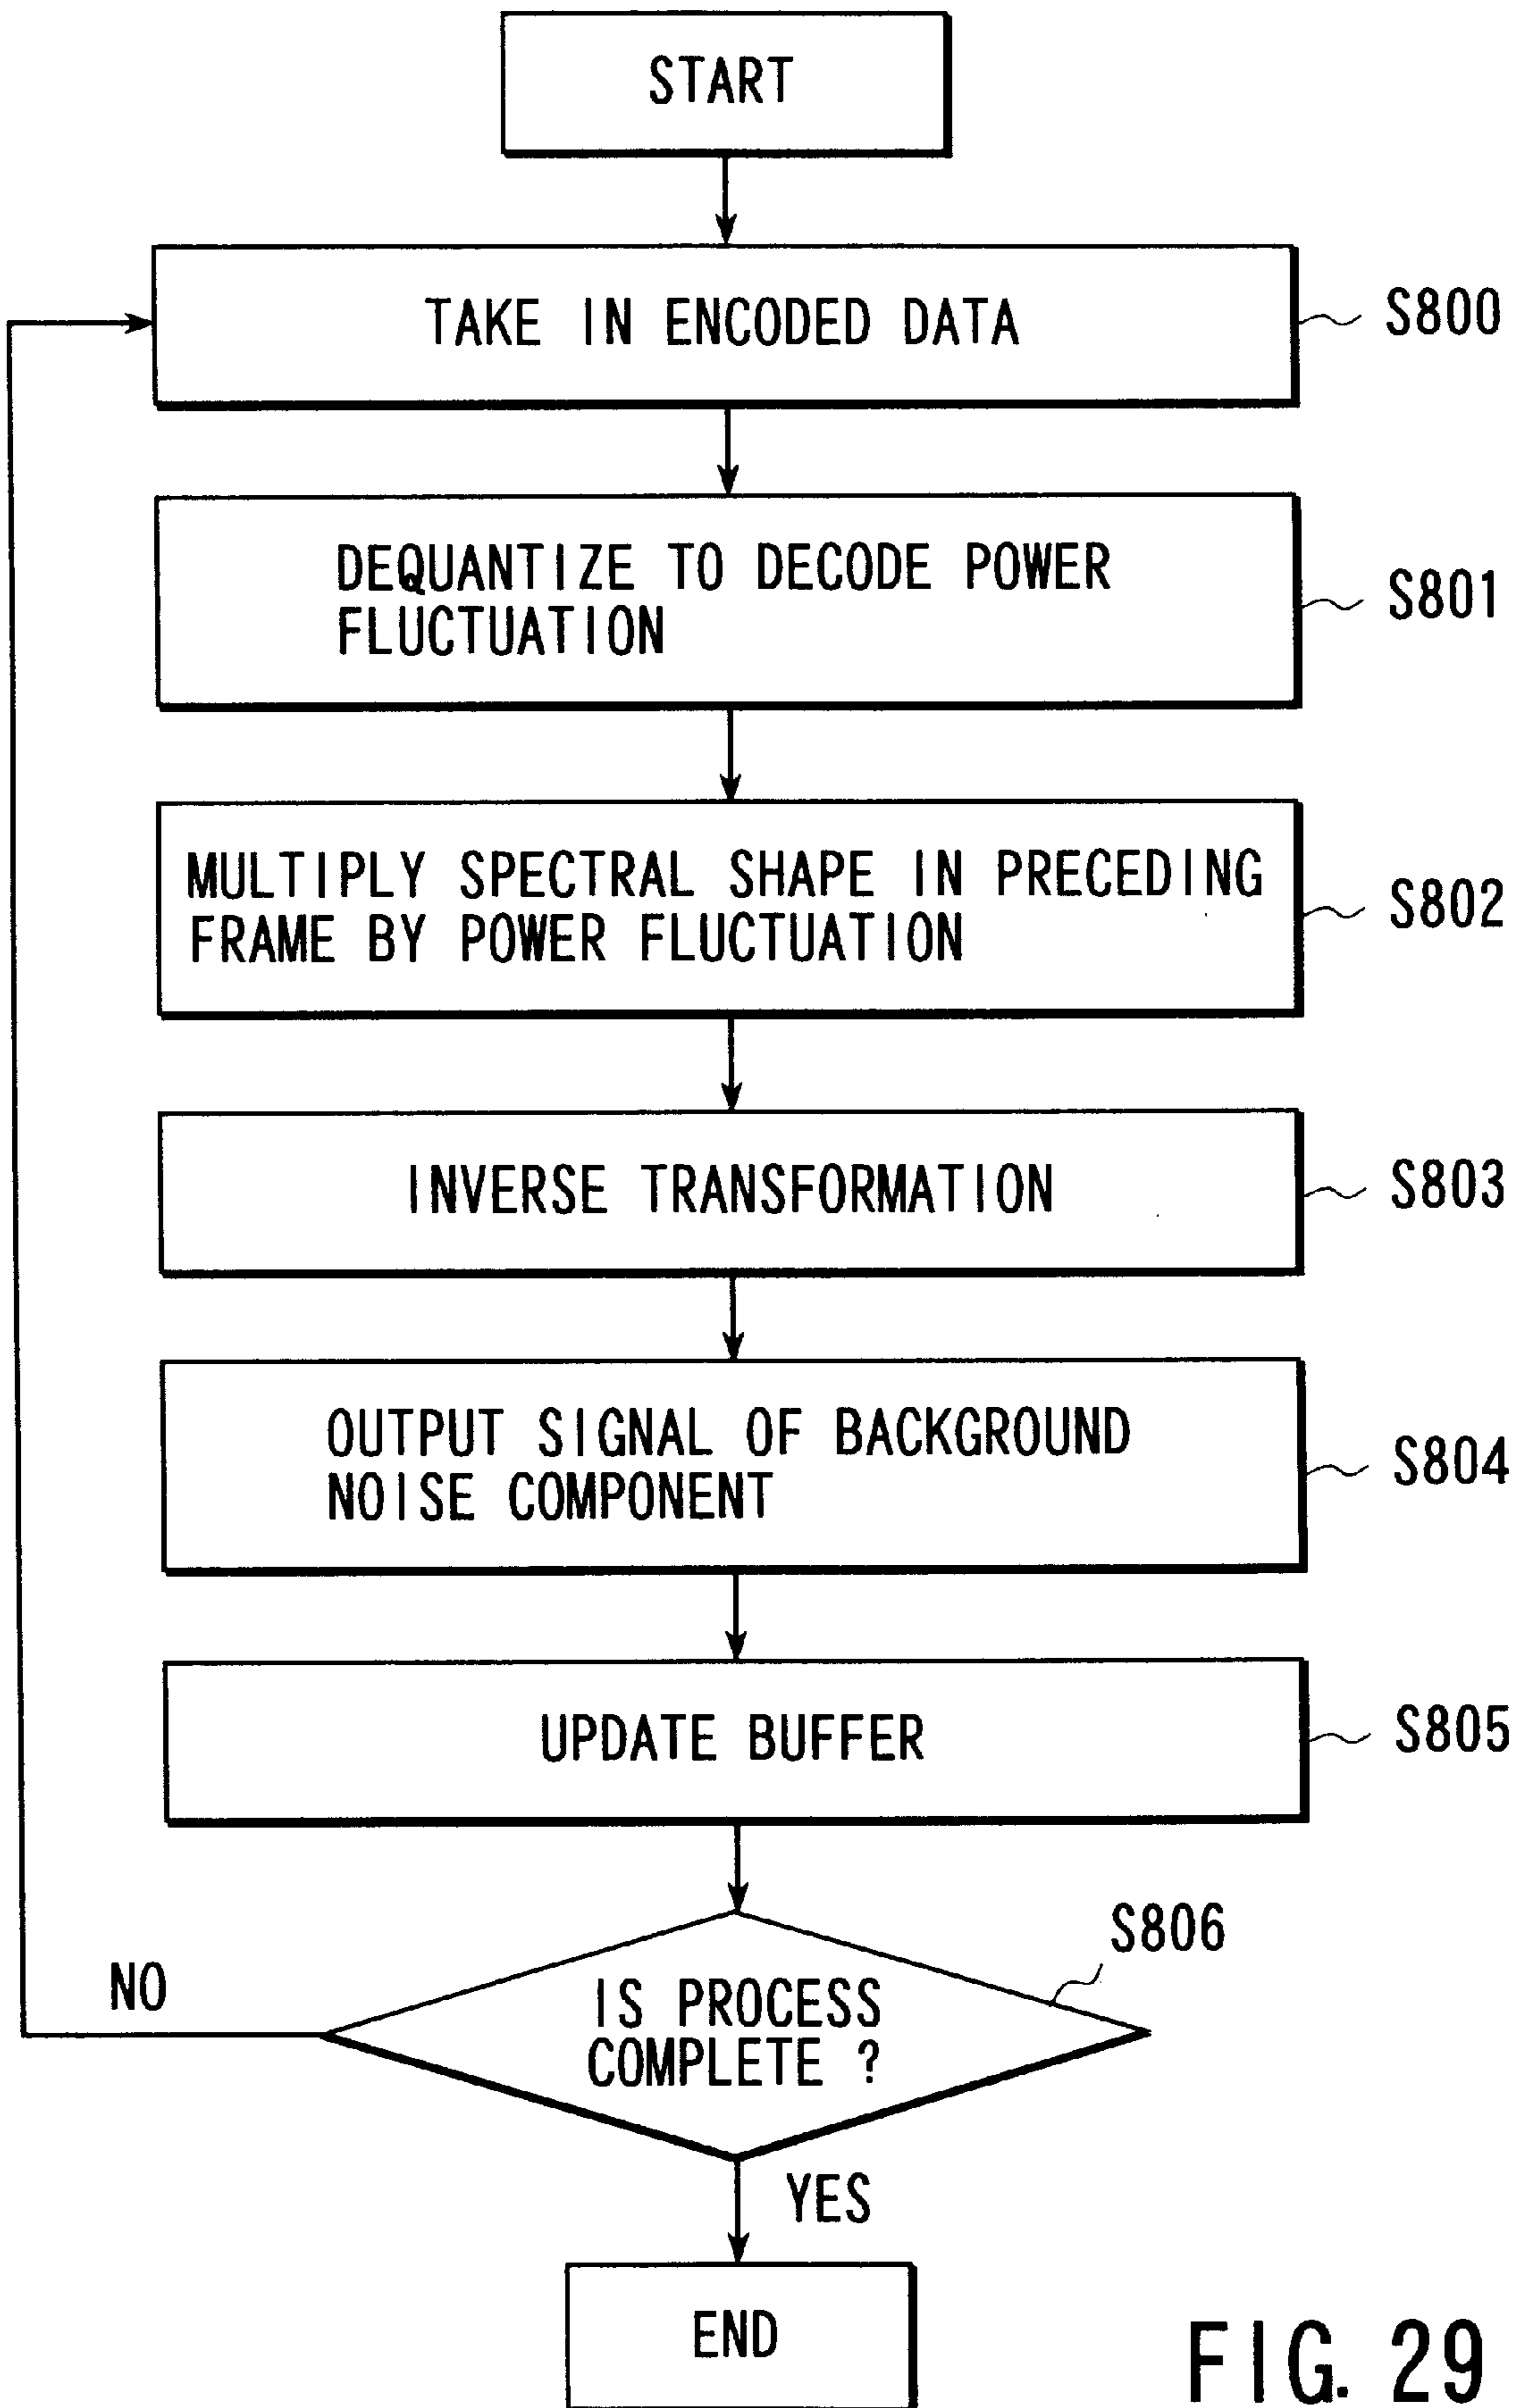 START
TAKE IN ENCODED DATA
S800
DEQUANTIZE TO DECODE POWER
FLUCTUATION
S801
MULTIPLY SPECTRAL SHAPE IN PRECEDING
FRAME BY POWER FLUCTUATION
S802
INVERSE TRANSFORMATION
S803
OUTPUT SIGNAL OF BACKGROUND
NOISE COMPONENT
S804
UPDATE BUFFER
S805
S806
NO
IS PROCESS
COMPLETE ?
YES
END
FIG. 29